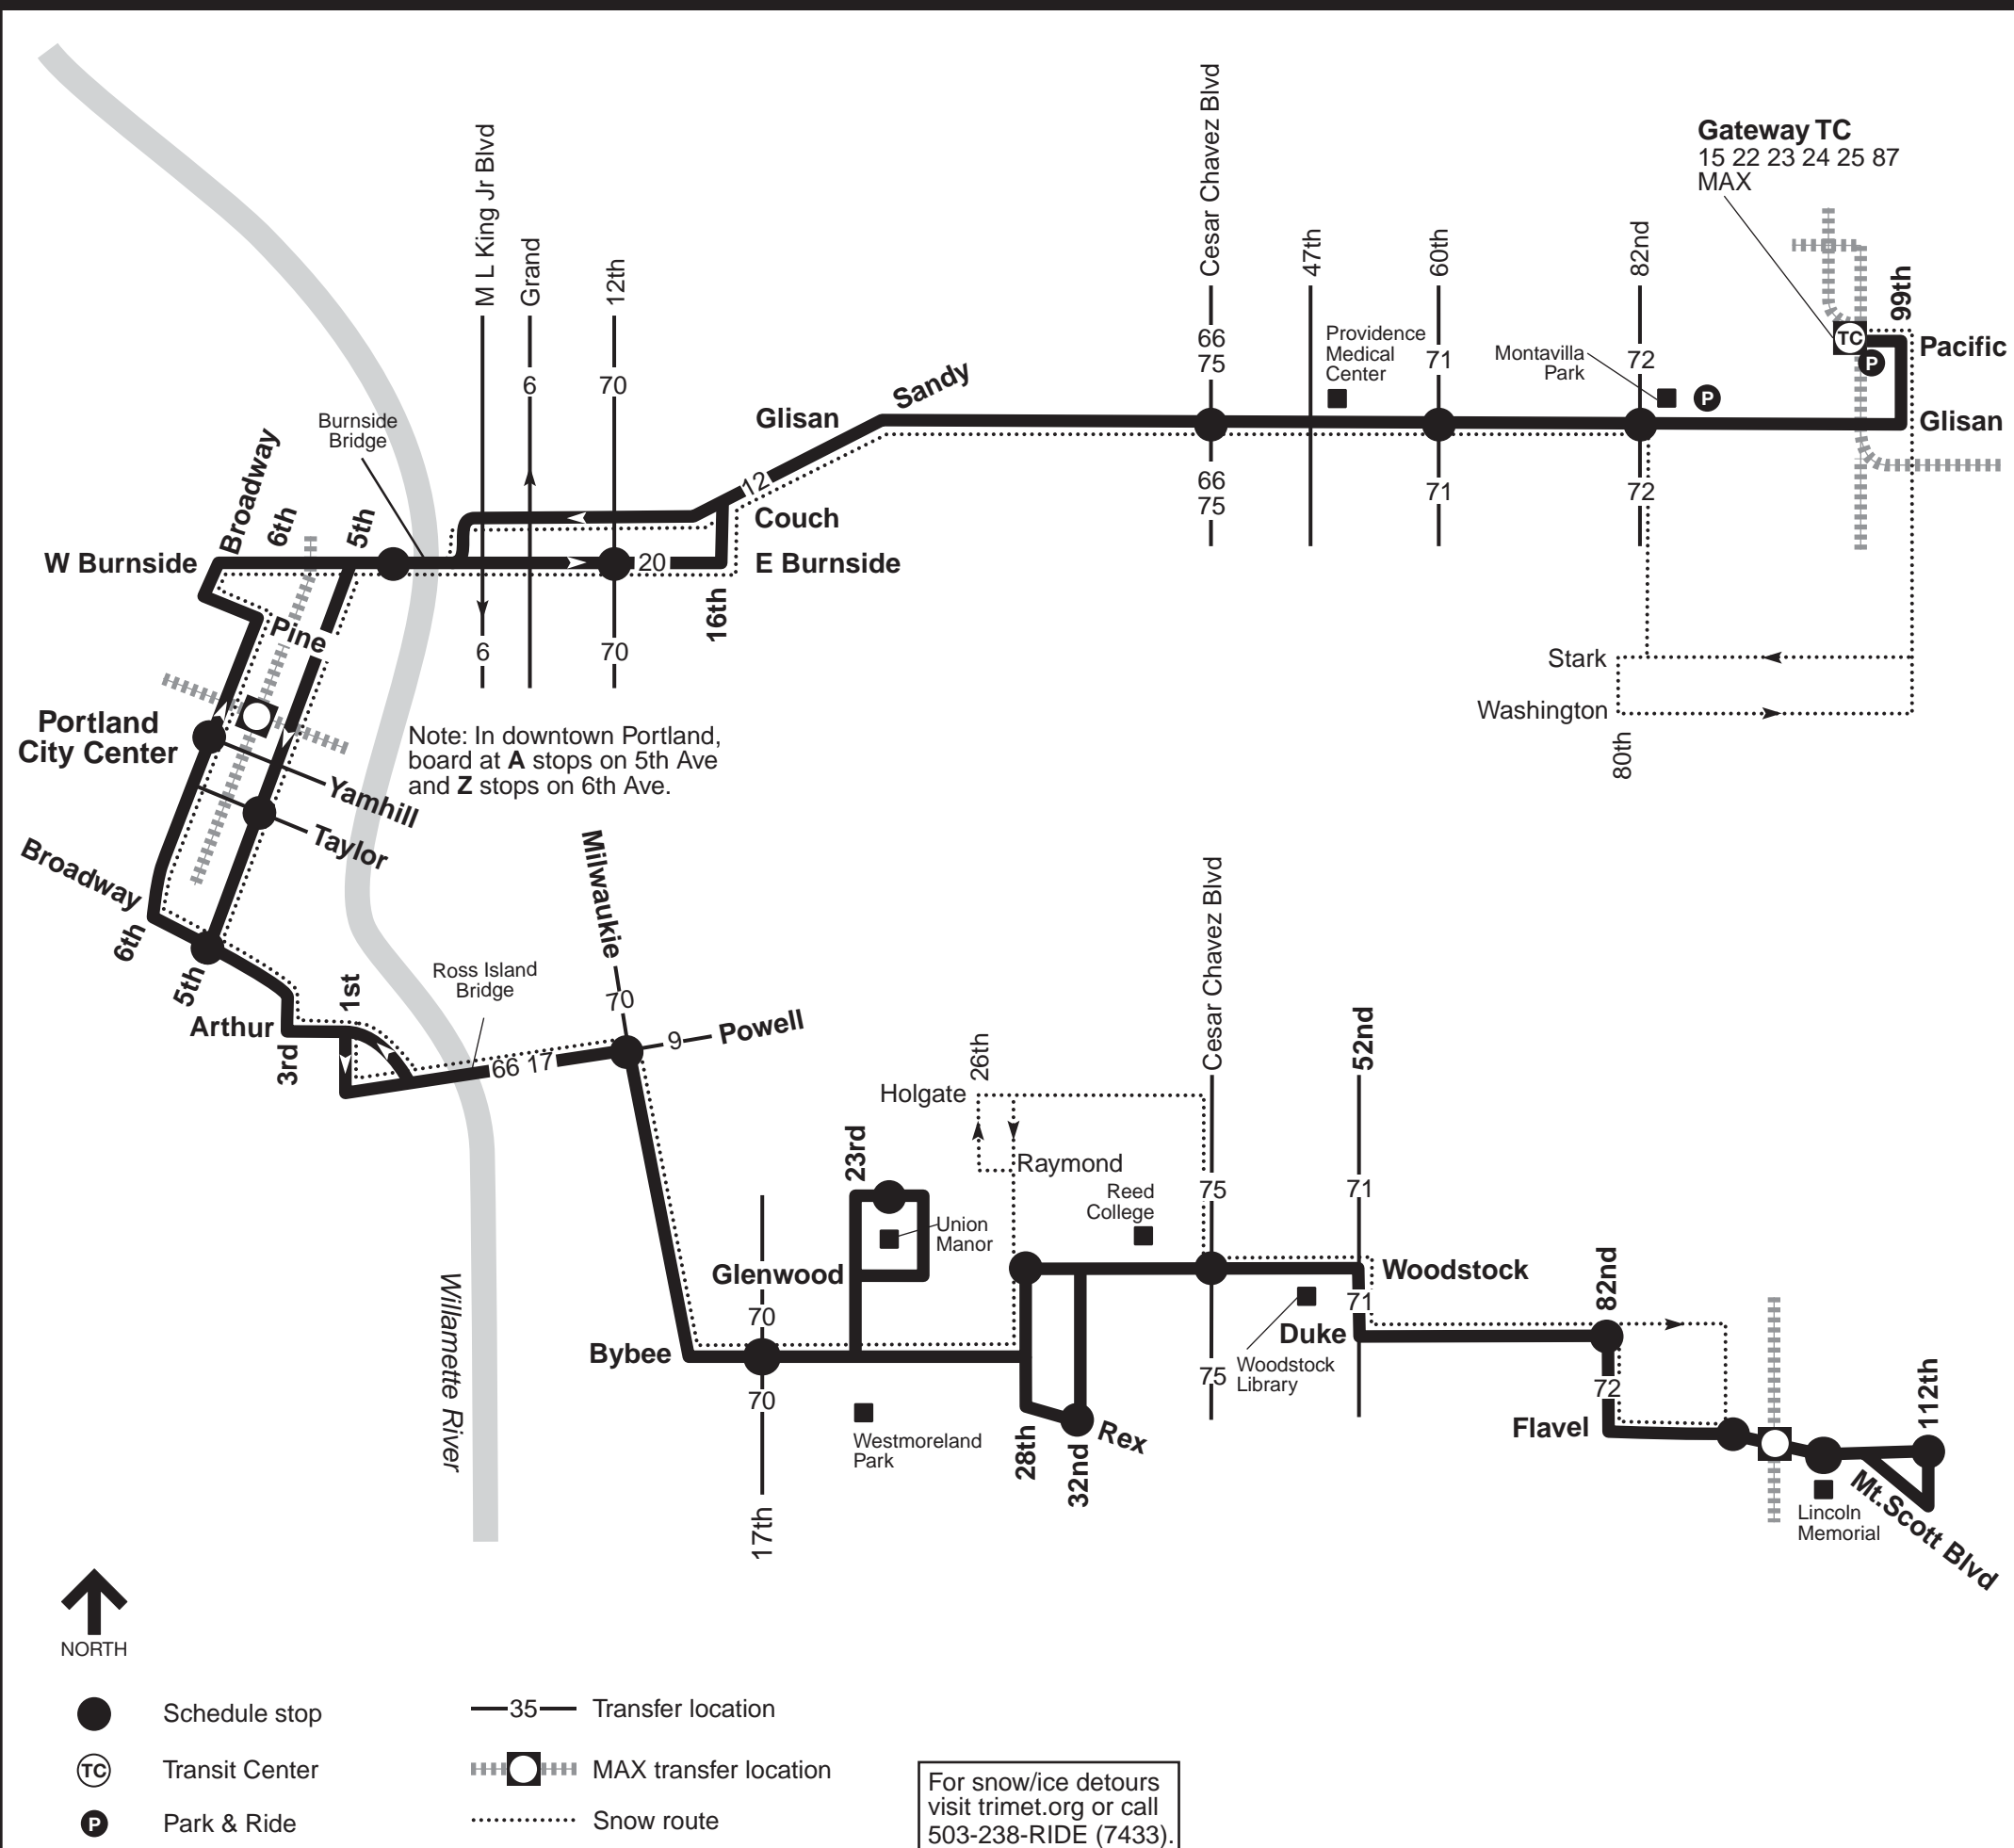 Gateway TC
15 22 23 24 25 87
MAX
M L King Jr Blvd
Grand
12th
Cesar Chavez Blvd
47th
60th
82nd
99th
6
70
66
75
Providence
Medical
Center
71
Montavilla
Park
72
TC
P
P
Pacific
Glisan
Sandy
Glisan
Burnside
Bridge
Broadway
6th
5th
12
66
75
71
72
Couch
W Burnside
20
E Burnside
16th
Pine
6
70
Stark
Washington
80th
Portland
City Center
Note: In downtown Portland,
board at A stops on 5th Ave
and Z stops on 6th Ave.
Yamhill
Taylor
Broadway
6th
5th
Milwaukie
70
Ross Island
Bridge
1st
Arthur
3rd
66 17
9
Powell
26th
Holgate
Raymond
Cesar Chavez Blvd
52nd
23rd
75
71
Reed
College
Union
Manor
Glenwood
70
Woodstock
71
82nd
Bybee
Duke
Woodstock
Library
75
70
Westmoreland
Park
28th
32nd
Rex
17th
Willamette River
72
Flavel
112th
Mt.Scott Blvd
Lincoln
Memorial
NORTH
Schedule stop
35
Transfer location
TC
Transit Center
MAX transfer location
P
Park & Ride
Snow route
For snow/ice detours
visit trimet.org or call
503-238-RIDE (7433).